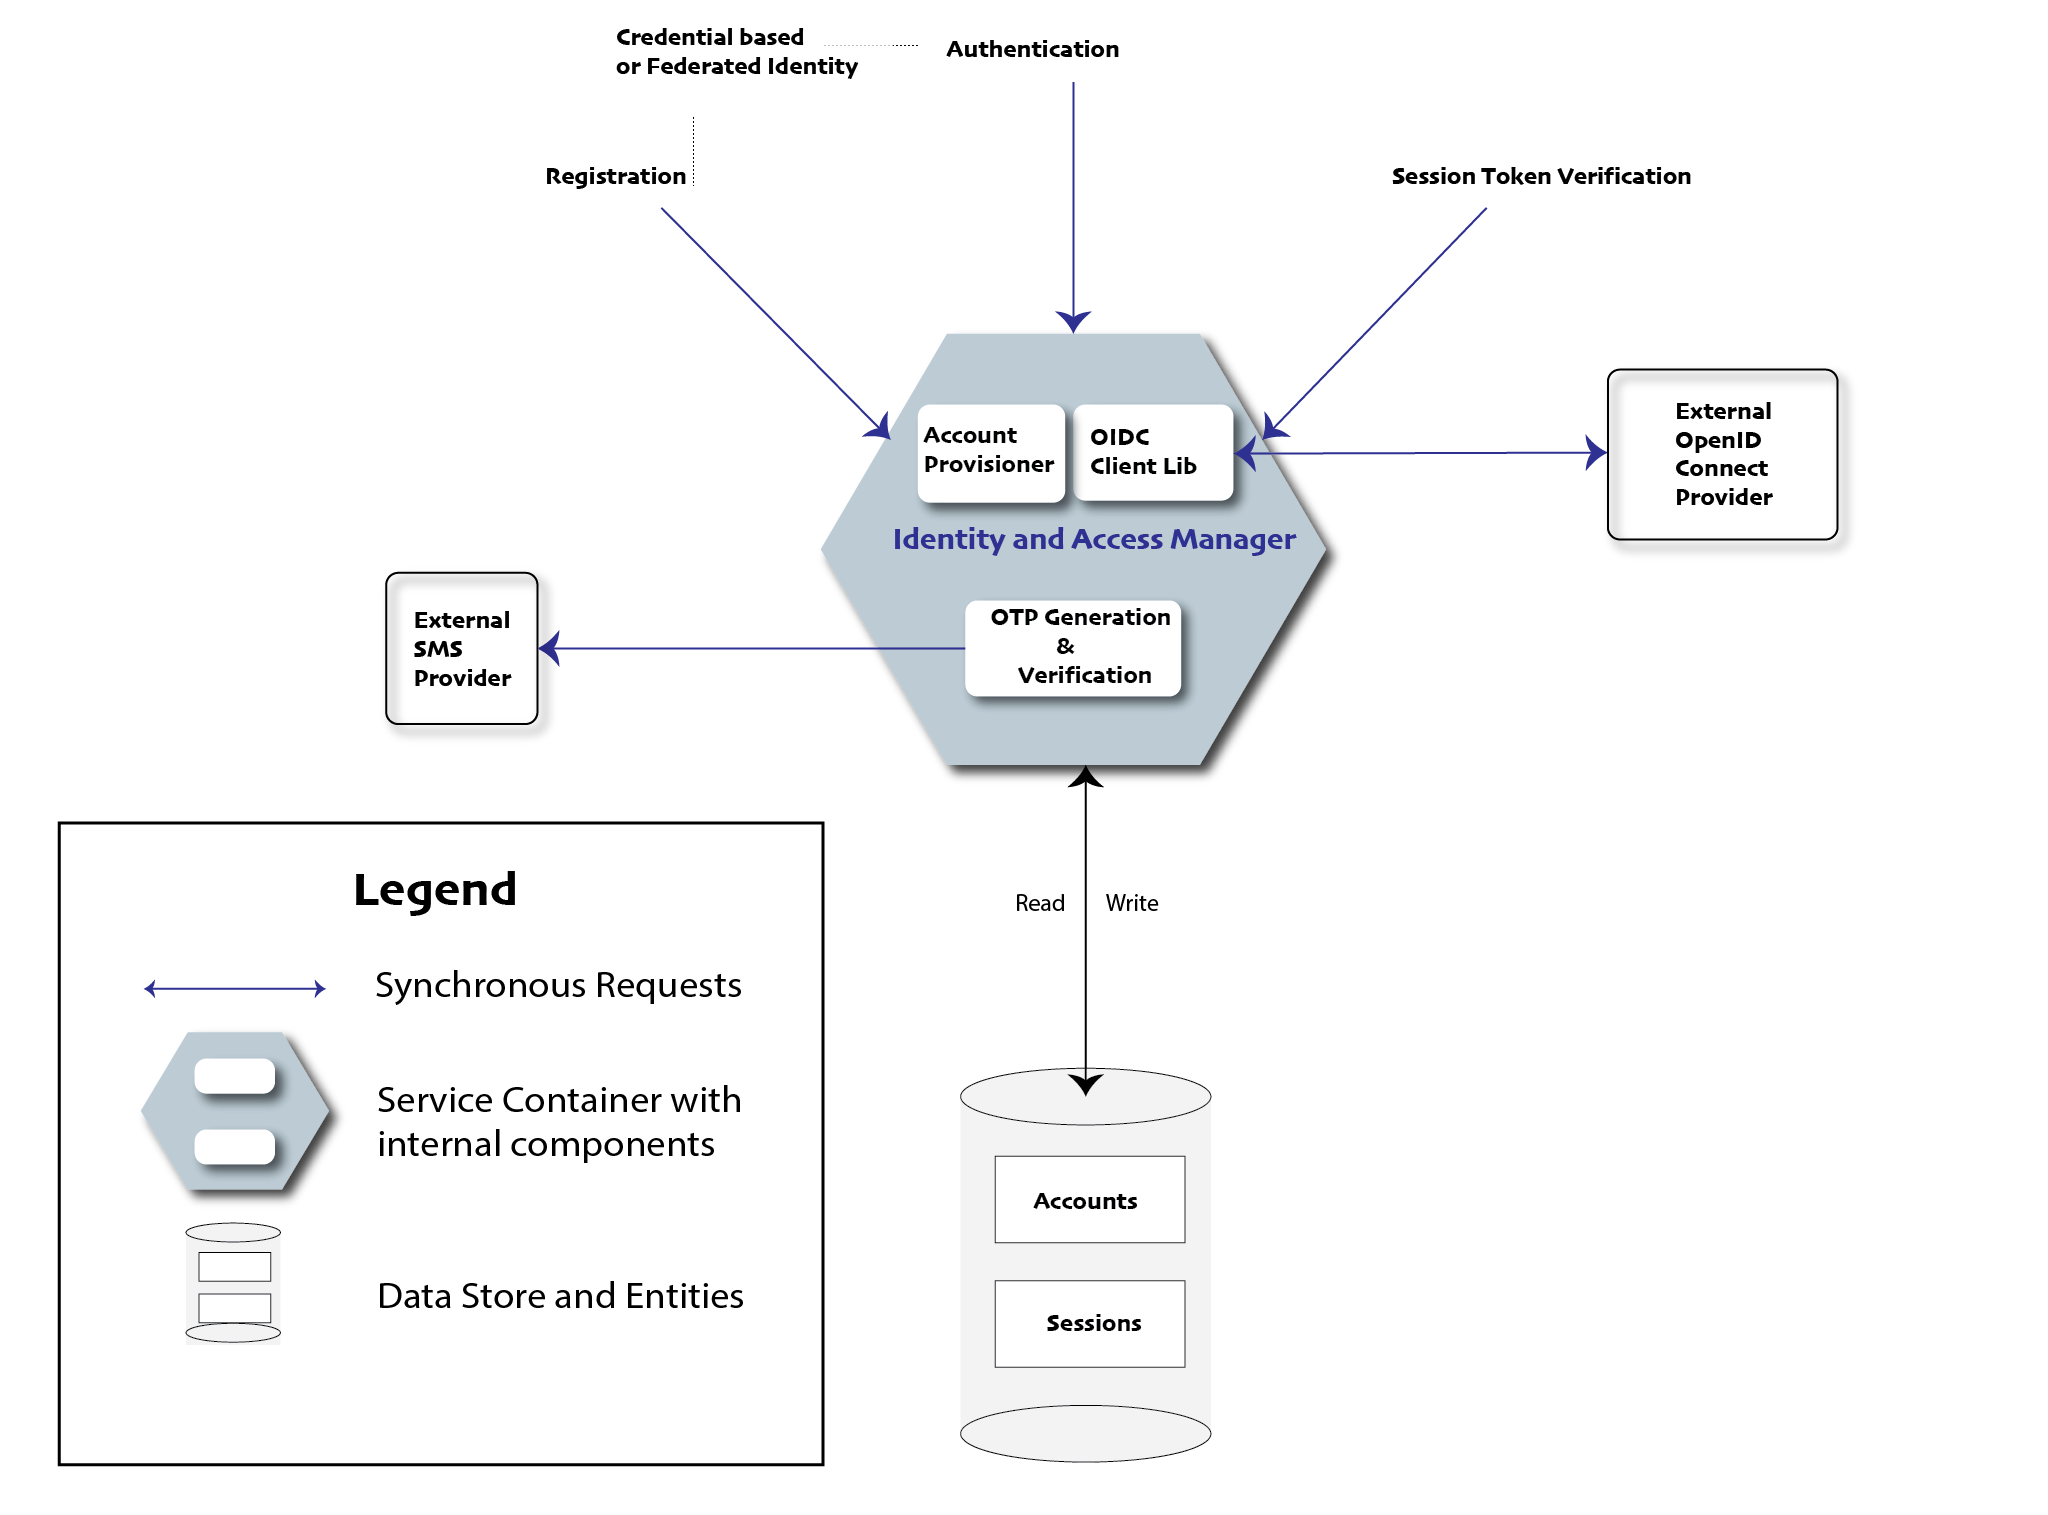 Credential based
or Federated Identity
Authentication
Registration
Session Token Verification
Account
Provisioner
OIDC
Client Lib
External
OpenID
Connect
Provider
Identity and Access Manager
External
SMS
Provider
OTP Generation
&
Verification
Read
Write
Legend
Synchronous Requests
Service Container with
internal components
Data Store and Entities
Accounts
Sessions